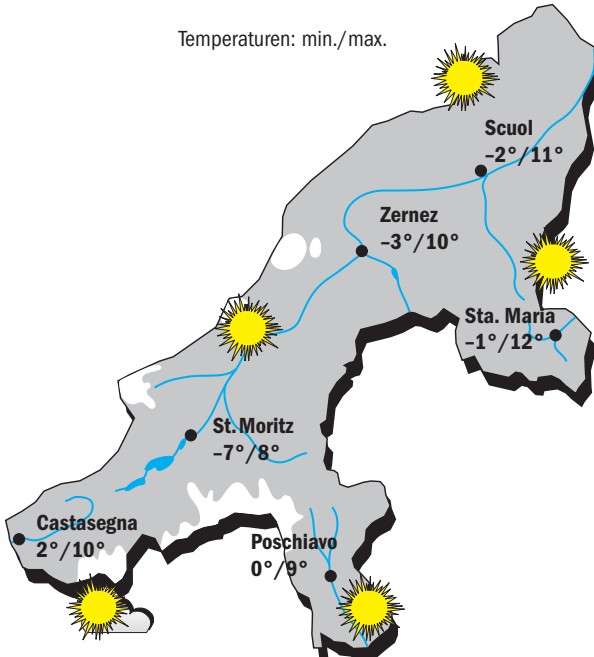 Temperaturen: min./max.
Scuol
–2°/11°
Zernez
–3°/10°
Sta. Maria
–1°/12°
St. Moritz
–7°/8°
Castasegna
2°/10°
Poschiavo
0°/9°